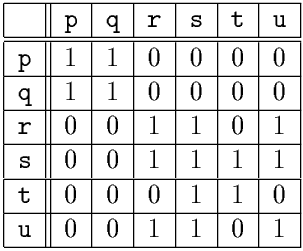 p q r s t u
p 1 1 0 0 0 0
q 1 1 0 0 0 0
r 0 0 1 1 0 1
s 0 0 1 1 1 1
t 0 0 0 1 1 0
u 0 0 1 1 0 1